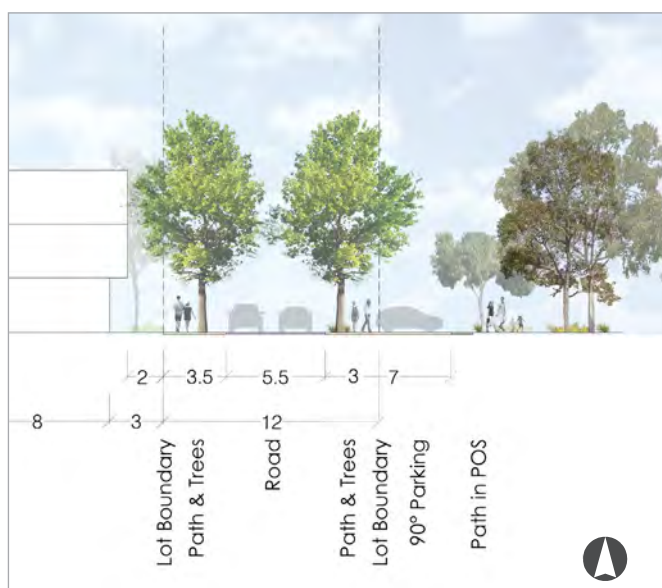 2 3.5 5.5 3 7
8 3 12
Lot Boundary
Path & Trees
Road
Path & Trees
Lot Boundary
90° Parking
Path in POS